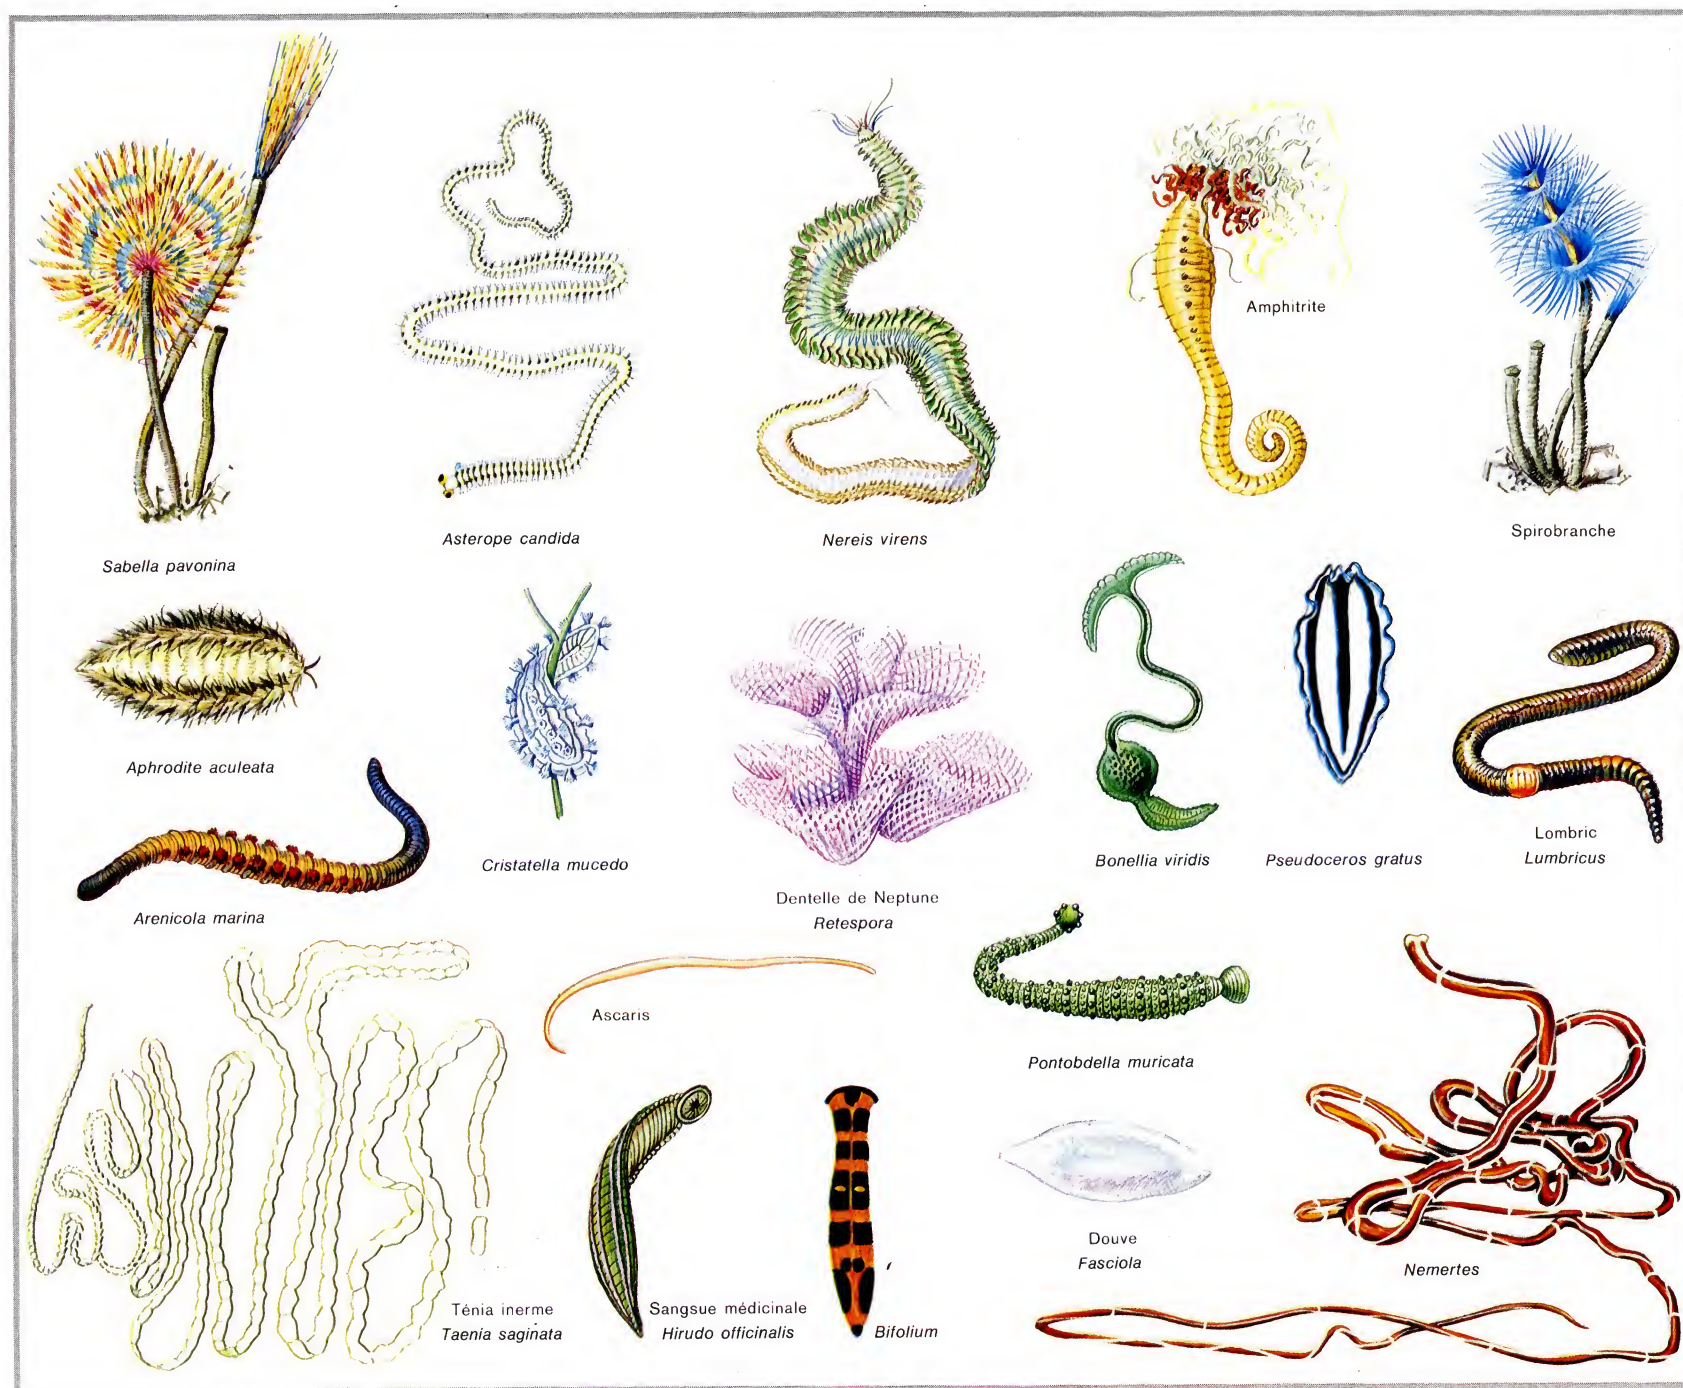 Amphitrite
Sabella pavonina
Asterope candida
Nereis virens
Spirobranche
Aphrodite aculeata
Cristatella mucedo
Dentelle de Neptune
Retespora
Bonellia viridis
Pseudoceros gratus
Lombric
Lumbricus
Arenicola marina
Ascaris
Pontobdella muricata
Douve
Fasciola
Nemertes
Ténia inerme
Taenia saginata
Sangsue médicinale
Hirudo officinalis
Bifolium